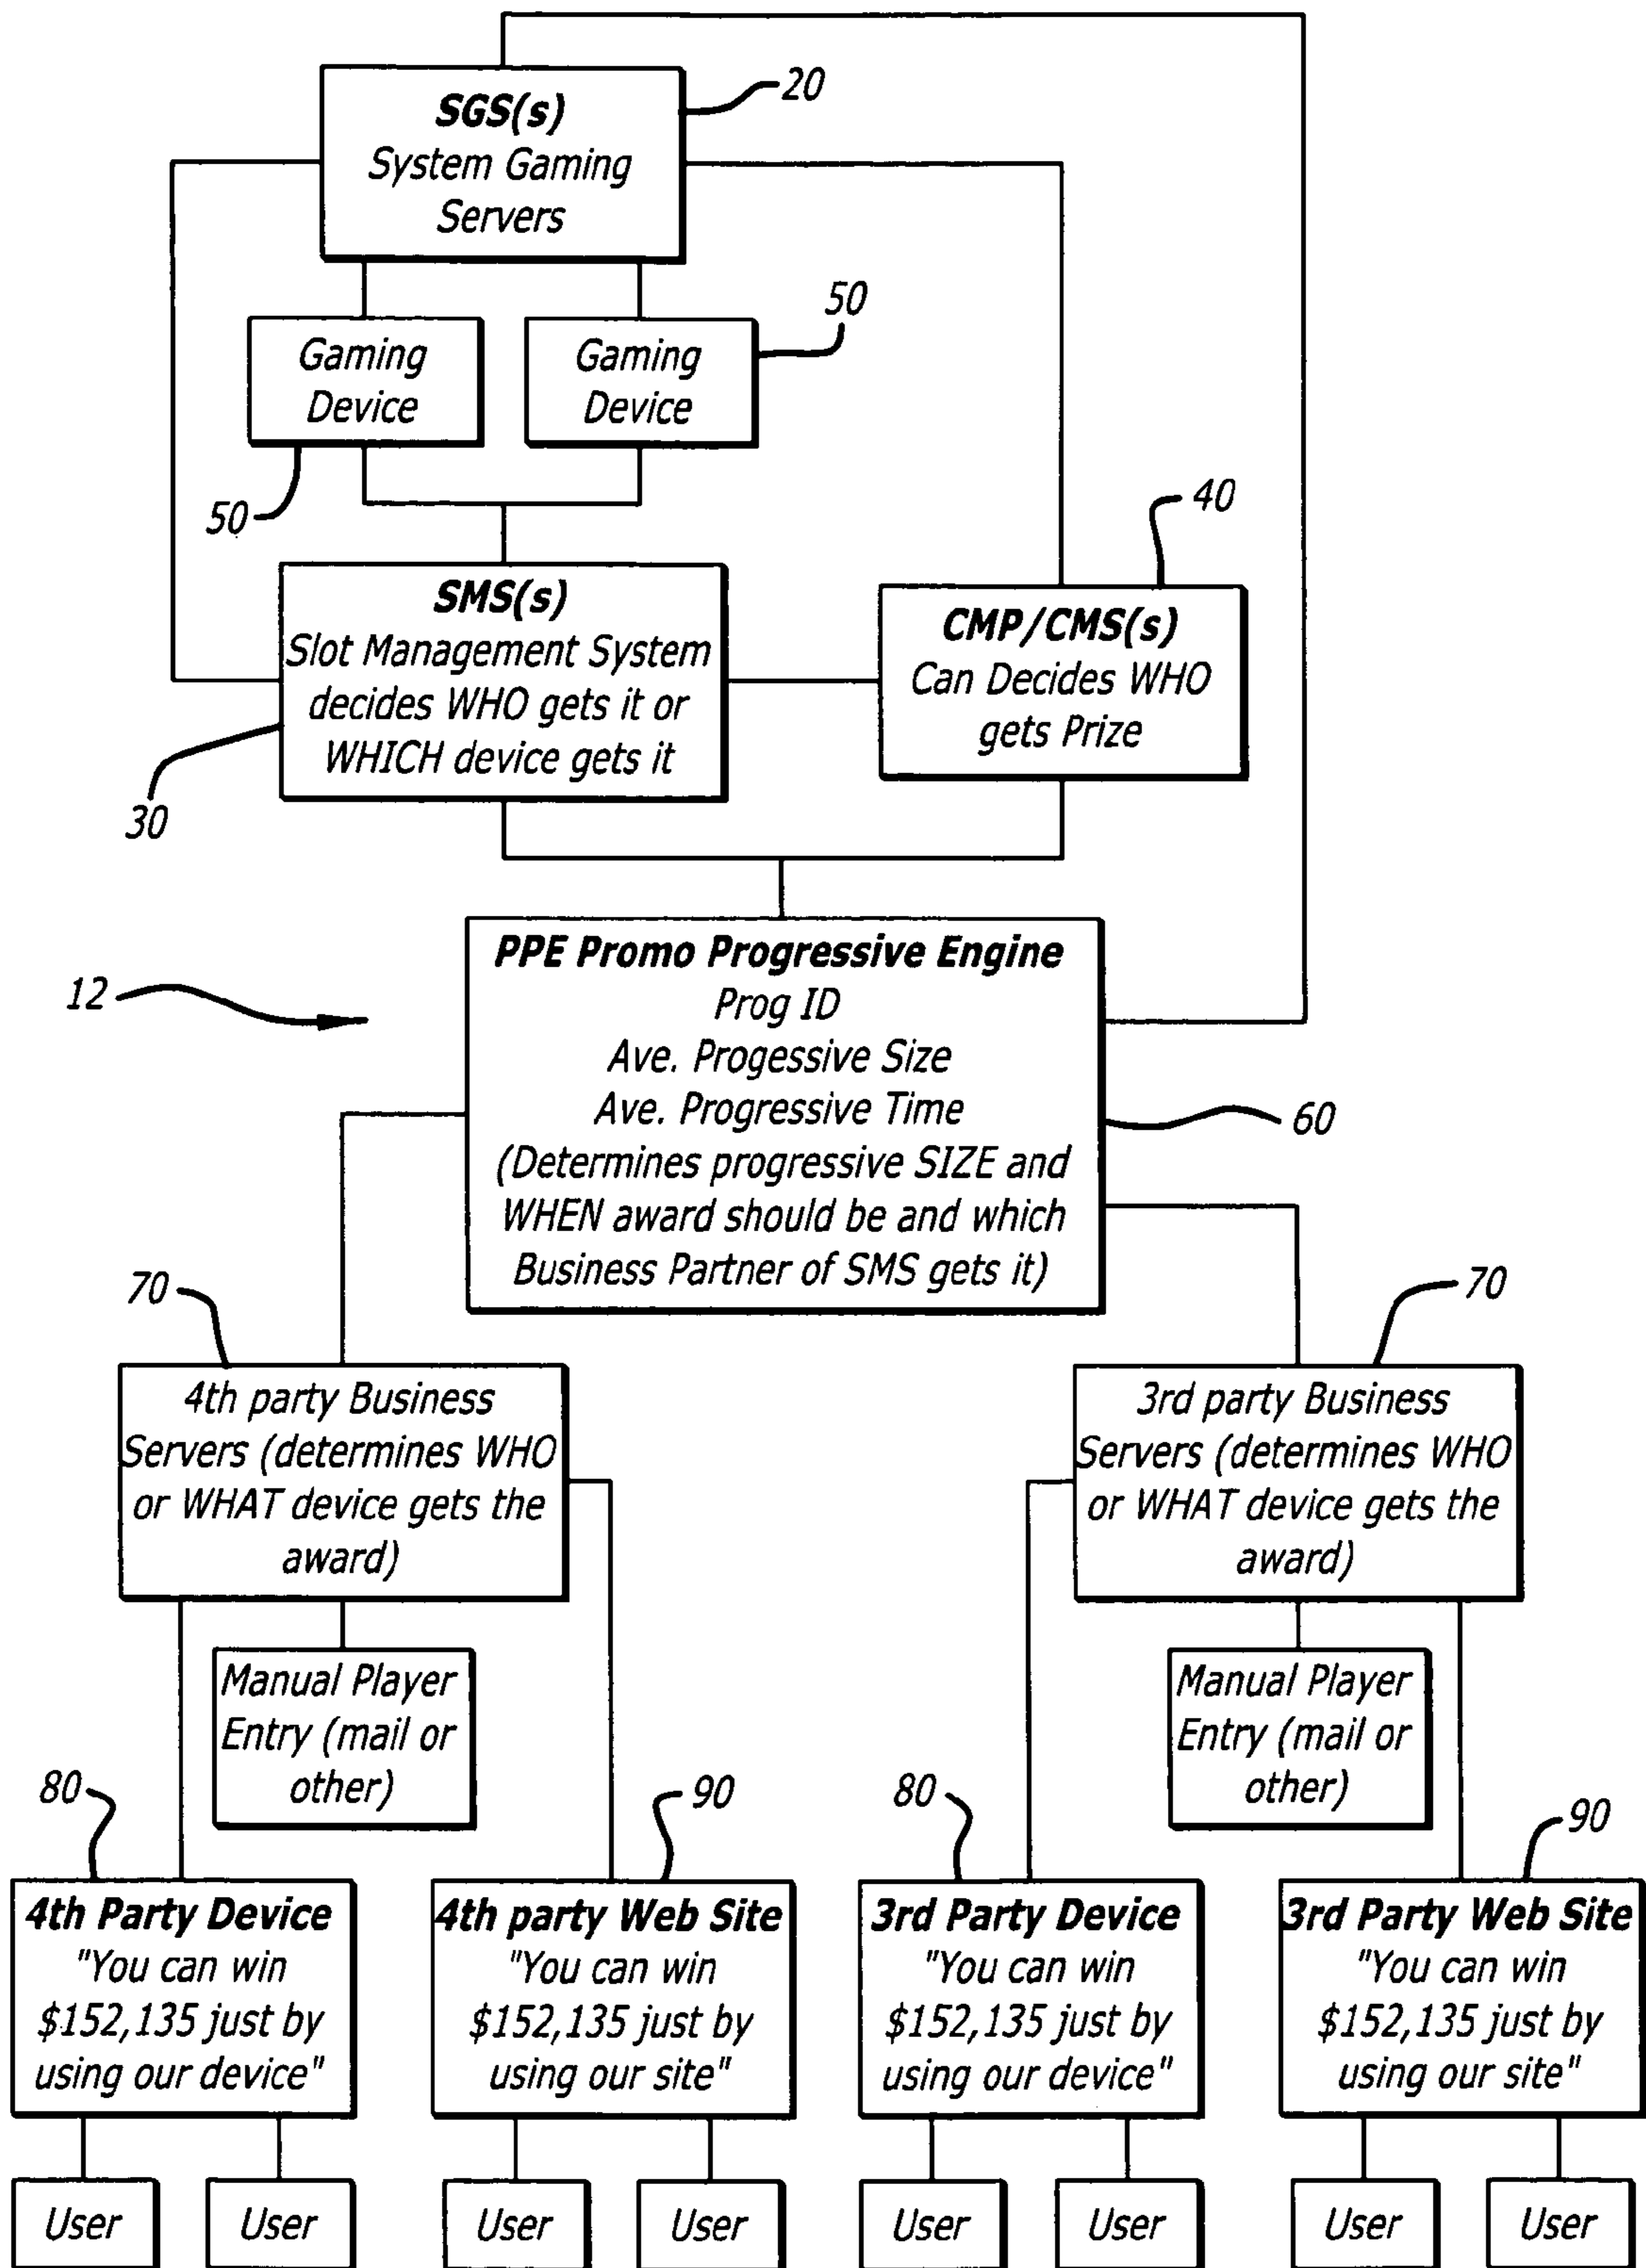 SGS(s)
System Gaming
Servers
20
Gaming
Device
Gaming
Device
50
50
SMS(s)
Slot Management System
decides WHO gets it or
WHICH device gets it
30
CMP/CMS(s)
Can Decides WHO
gets Prize
40
PPE Promo Progressive Engine
Prog ID
Ave. Progessive Size
Ave. Progressive Time
(Determines progressive SIZE and
WHEN award should be and which
Business Partner of SMS gets it)
12
60
70
4th party Business
Servers (determines WHO
or WHAT device gets the
award)
70
3rd party Business
Servers (determines WHO
or WHAT device gets the
award)
Manual Player
Entry (mail or
other)
Manual Player
Entry (mail or
other)
80
4th Party Device
"You can win
$152,135 just by
using our device"
90
4th party Web Site
"You can win
$152,135 just by
using our site"
80
3rd Party Device
"You can win
$152,135 just by
using our device"
90
3rd Party Web Site
"You can win
$152,135 just by
using our site"
User
User
User
User
User
User
User
User